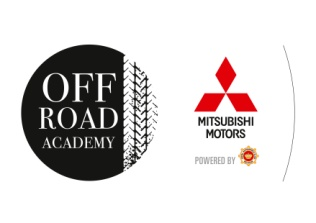 OFF
ROAD
ACADEMY
MITSUBISHI
MOTORS
POWERED BY